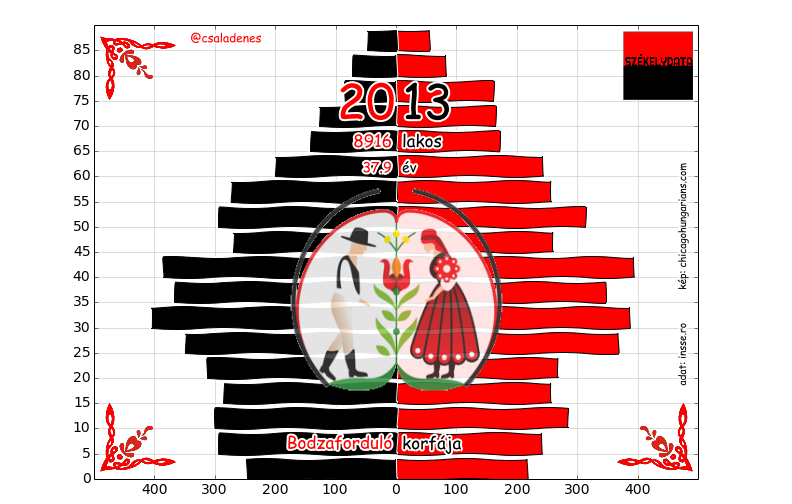 @csaladenes
SZÉKELYDATA
2013
8916 lakos
37.9 év
kép: chicagohungarians.com
adat: insse.ro
Bodzaforduló korfája
85
80
75
70
65
60
55
50
45
40
35
30
25
20
15
10
5
0
400 300 200 100 0 100 200 300 400